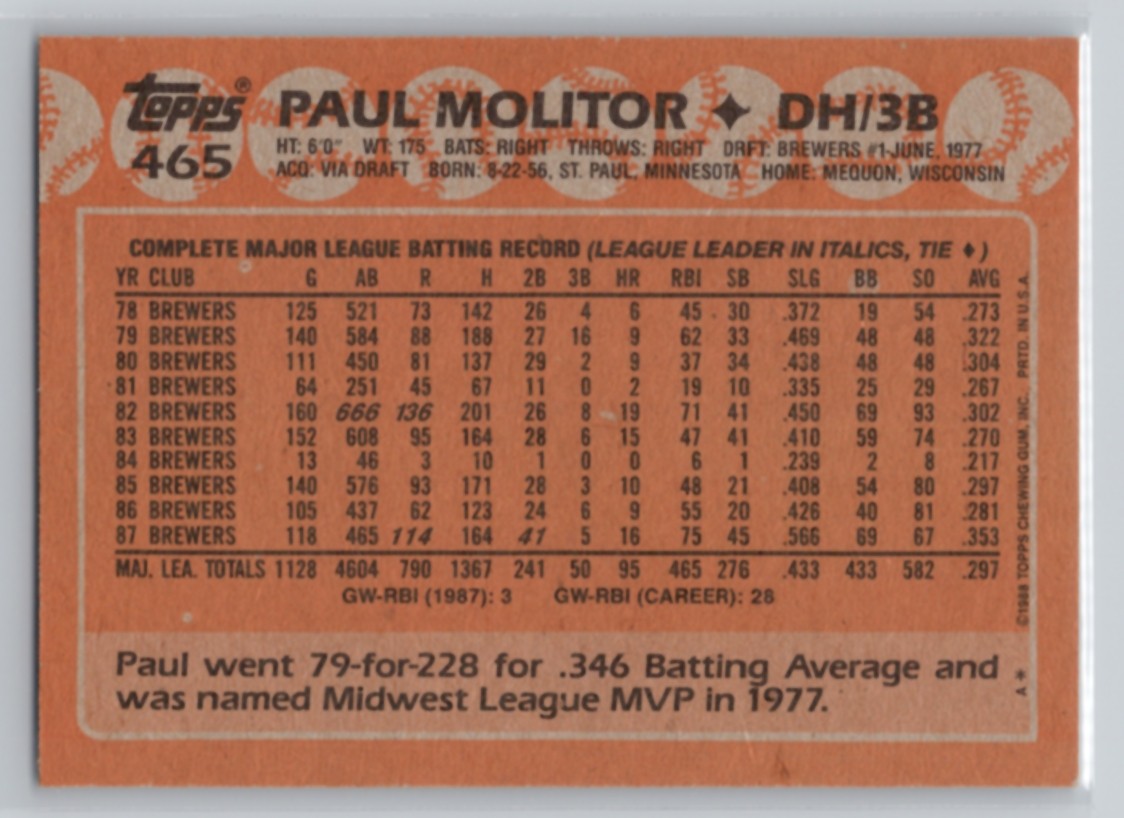 topps® PAUL MOLITOR ✦ DH/3B
465
HT: 6'0" WT: 175 BATS: RIGHT THROWS: RIGHT DRFT: BREWERS #1-JUNE, 1977
ACQ: VIA DRAFT BORN: 8-22-56, ST. PAUL, MINNESOTA HOME: MEQUON, WISCONSIN
COMPLETE MAJOR LEAGUE BATTING RECORD (LEAGUE LEADER IN ITALICS, TIE ♦)
YR CLUB G AB R H 2B 3B HR RBI SB SLG BB SO AVG
78 BREWERS 125 521 73 142 26 4 6 45 30 .372 19 54 .273
79 BREWERS 140 584 88 188 27 16 9 62 33 .469 48 48 .322
80 BREWERS 111 450 81 137 29 2 9 37 34 .438 48 48 .304
81 BREWERS 64 251 45 67 11 0 2 19 10 .335 25 29 .267
82 BREWERS 160 666 136 201 26 8 19 71 41 .450 69 93 .302
83 BREWERS 152 608 95 164 28 6 15 47 41 .410 59 74 .270
84 BREWERS 13 46 3 10 1 0 0 6 1 .239 2 8 .217
85 BREWERS 140 576 93 171 28 3 10 48 21 .408 54 80 .297
86 BREWERS 105 437 62 123 24 6 9 55 20 .426 40 81 .281
87 BREWERS 118 465 114 164 41 5 16 75 45 .566 69 67 .353
MAJ. LEA. TOTALS 1128 4604 790 1367 241 50 95 465 276 .433 433 582 .297
GW-RBI (1987): 3 GW-RBI (CAREER): 28
Paul went 79-for-228 for .346 Batting Average and
was named Midwest League MVP in 1977.
©1988 TOPPS CHEWING GUM, INC. PRTD. IN U.S.A.
A*